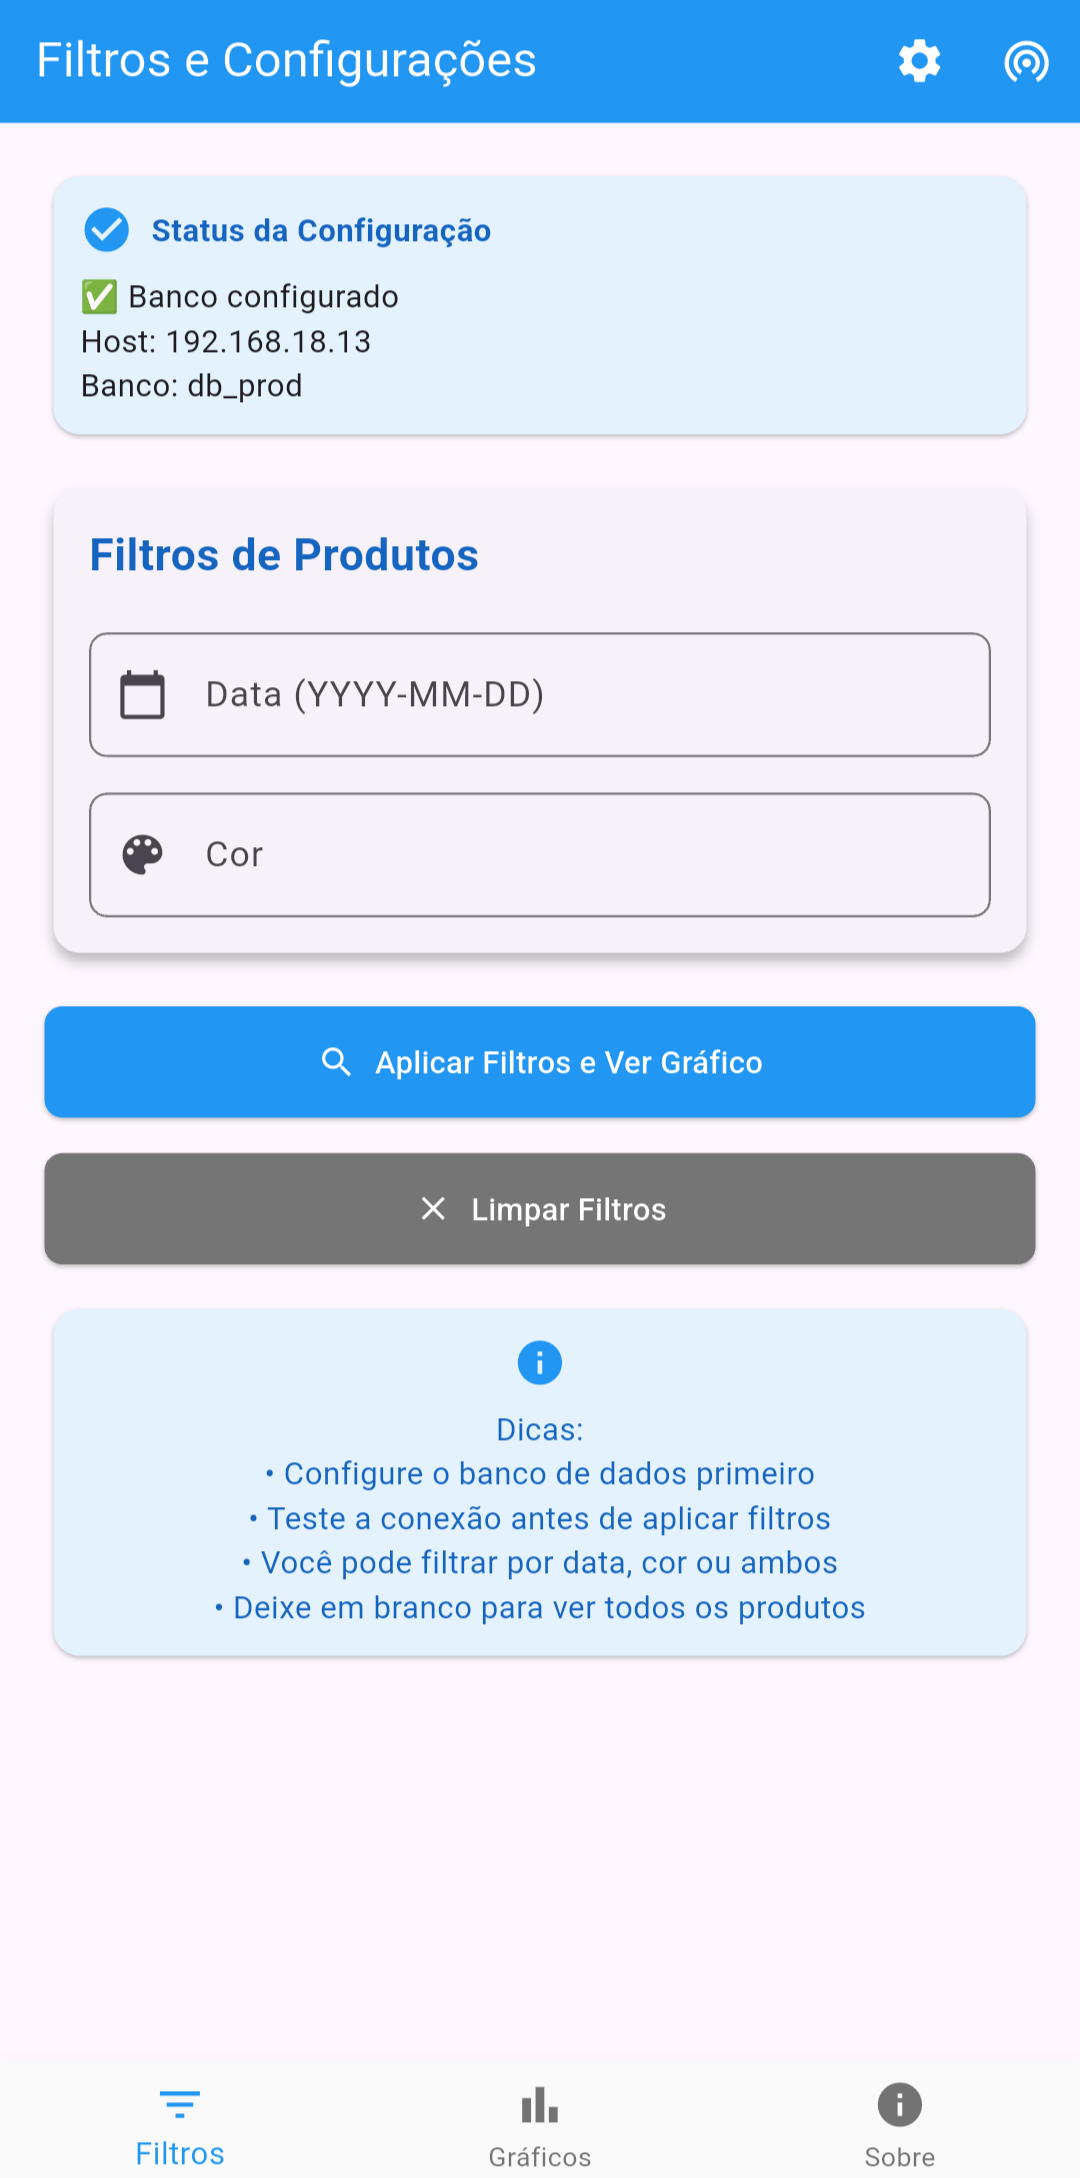 Filtros e Configurações
Status da Configuração
✅ Banco configurado
Host: 192.168.18.13
Banco: db_prod
Filtros de Produtos
Data (YYYY-MM-DD)
Cor
Aplicar Filtros e Ver Gráfico
Limpar Filtros
Dicas:
• Configure o banco de dados primeiro
• Teste a conexão antes de aplicar filtros
• Você pode filtrar por data, cor ou ambos
• Deixe em branco para ver todos os produtos
Filtros
Gráficos
Sobre